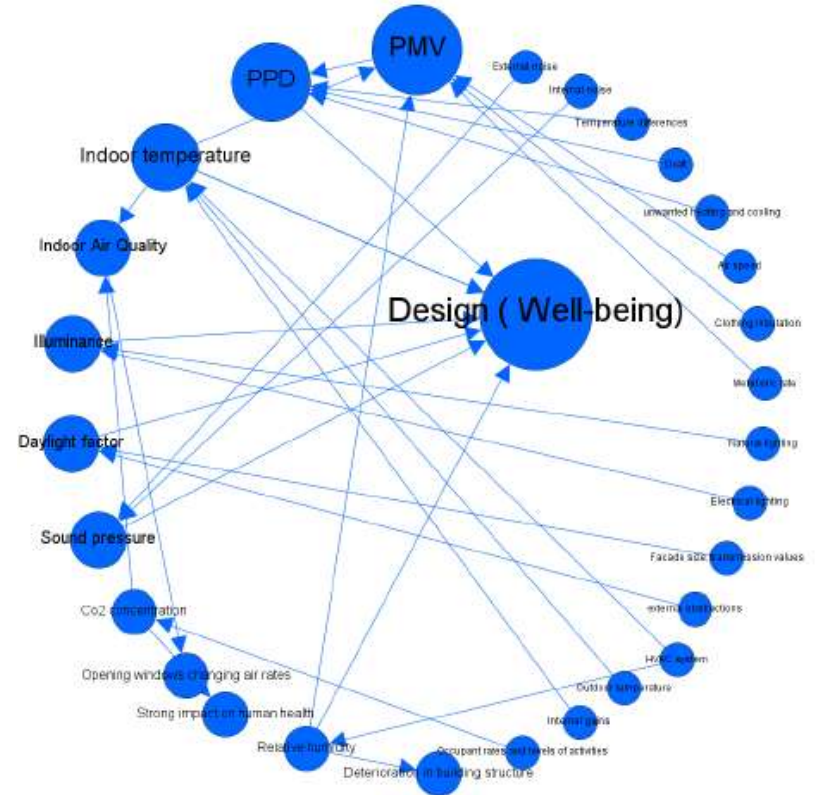 PMV
PPD
External noise
Internal noise
Temperature differences
Draft
unwanted heating and cooling
Air speed
Clothing insulation
Metabolic rate
Natural lighting
Electrical lighting
Facade size transmission values
external obstructions
HVAC system
Outdoor temperature
Internal gains
Occupant rates and levels of activities
Deterioration in building structure
Relative humidity
Strong impact on human health
Opening windows changing air rates
Co2 concentration
Sound pressure
Daylight factor
Illuminance
Indoor Air Quality
Indoor temperature
Design ( Well-being)